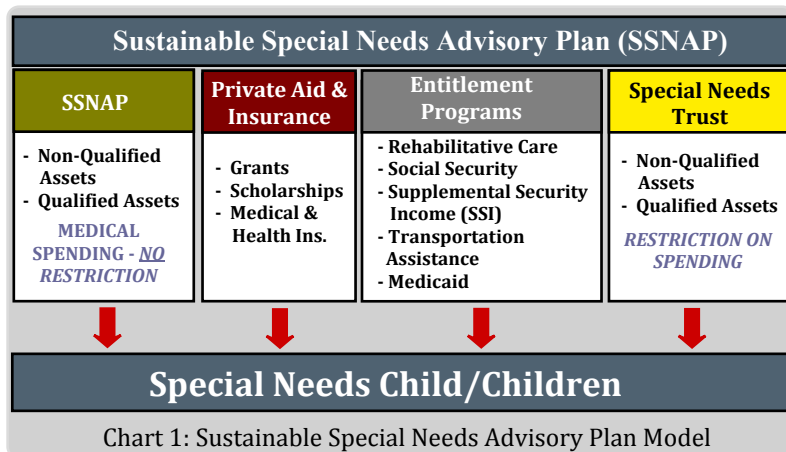 Sustainable Special Needs Advisory Plan (SSNAP)
SSNAP
- Non-Qualified
Assets
- Qualified Assets
MEDICAL
SPENDING - NO
RESTRICTION
Private Aid &
Insurance
- Grants
- Scholarships
- Medical &
Health Ins.
Entitlement
Programs
- Rehabilitative Care
- Social Security
- Supplemental Security
Income (SSI)
- Transportation
Assistance
- Medicaid
Special Needs
Trust
- Non-Qualified
Assets
- Qualified Assets
RESTRICTION ON
SPENDING
Special Needs Child/Children
Chart 1: Sustainable Special Needs Advisory Plan Model